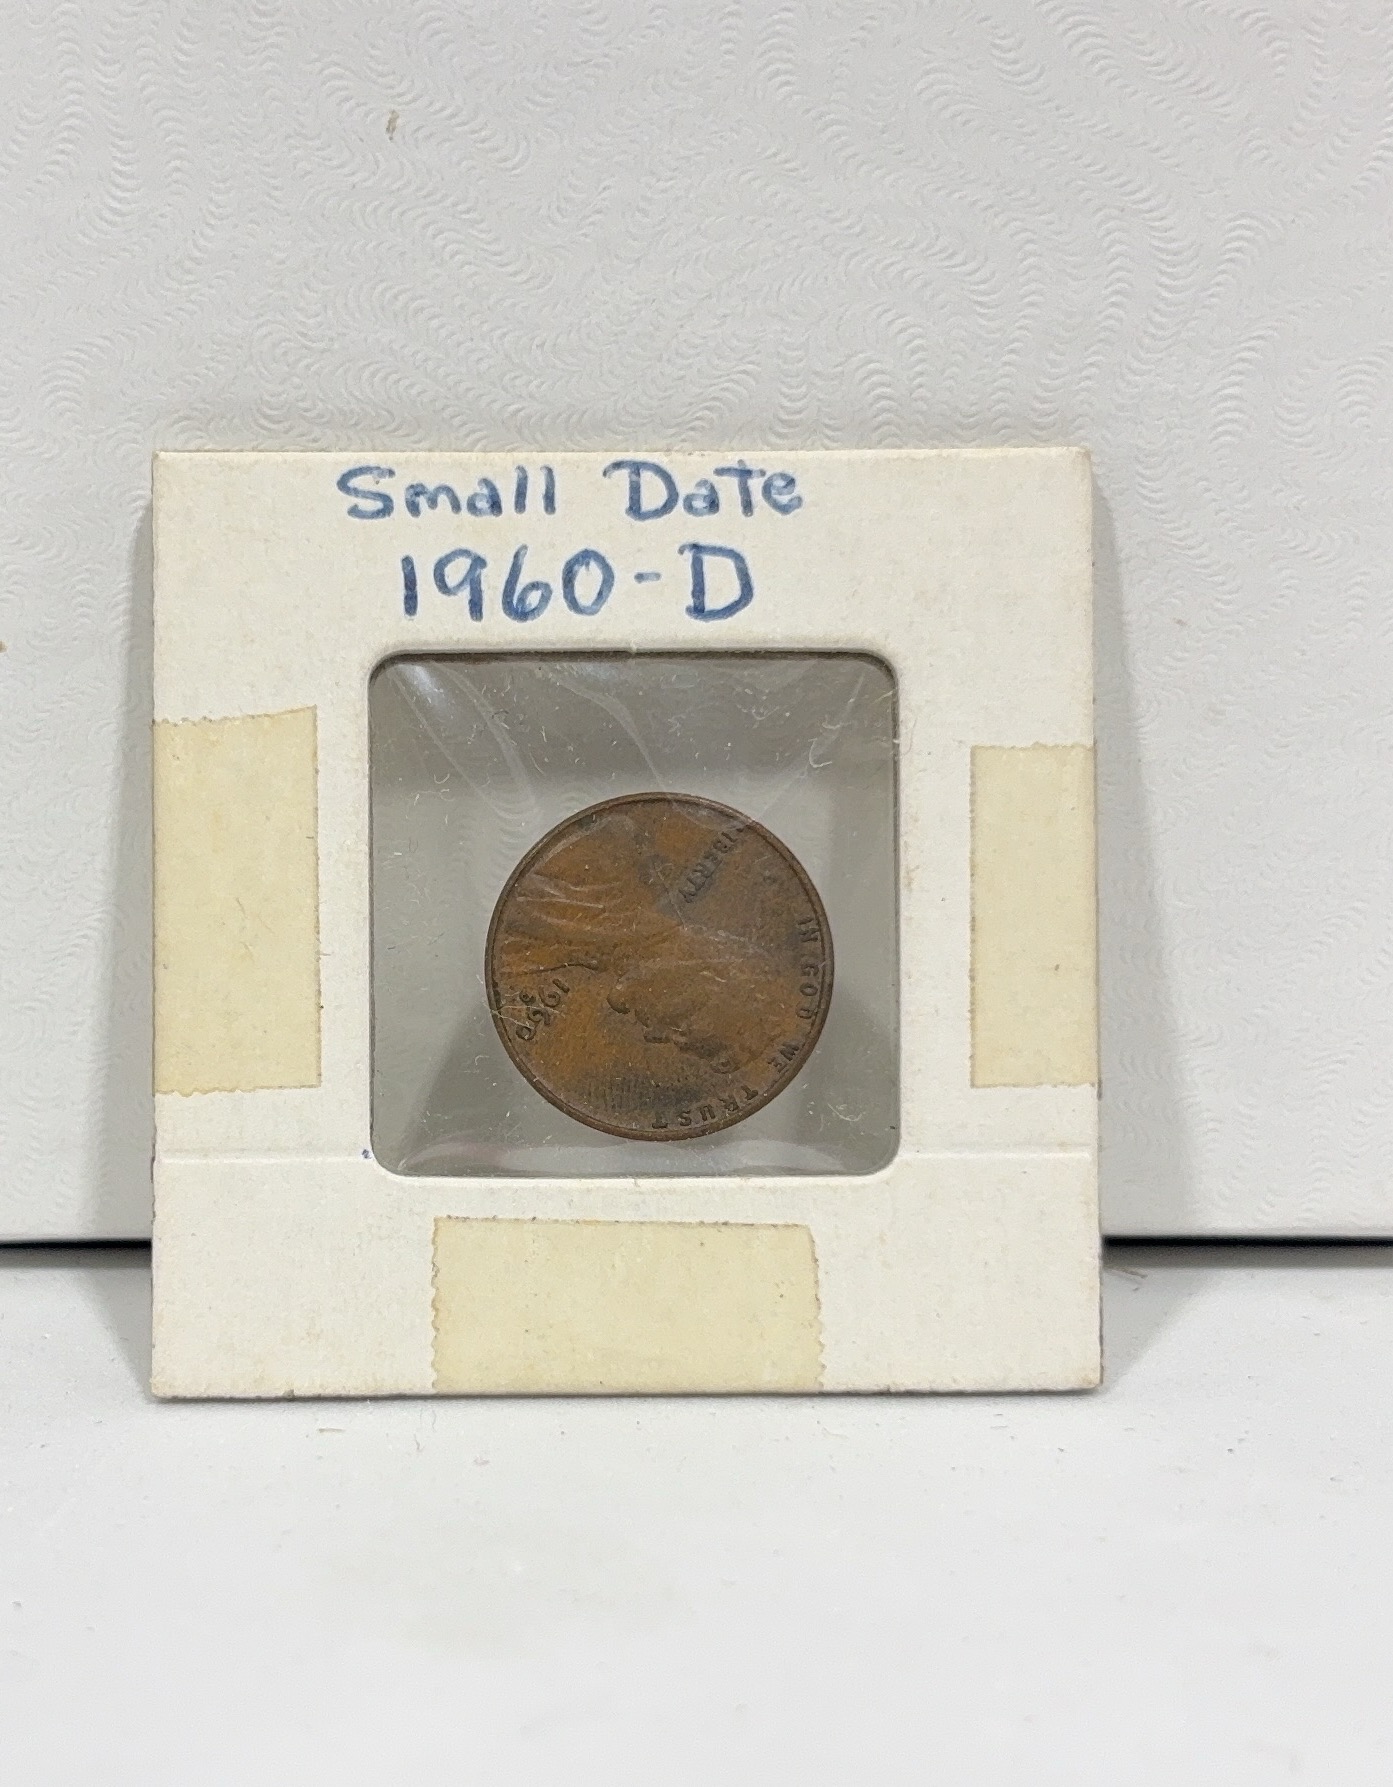 Small Date
1960-D
LIBERTY
IN GOD WE TRUST
1960
D